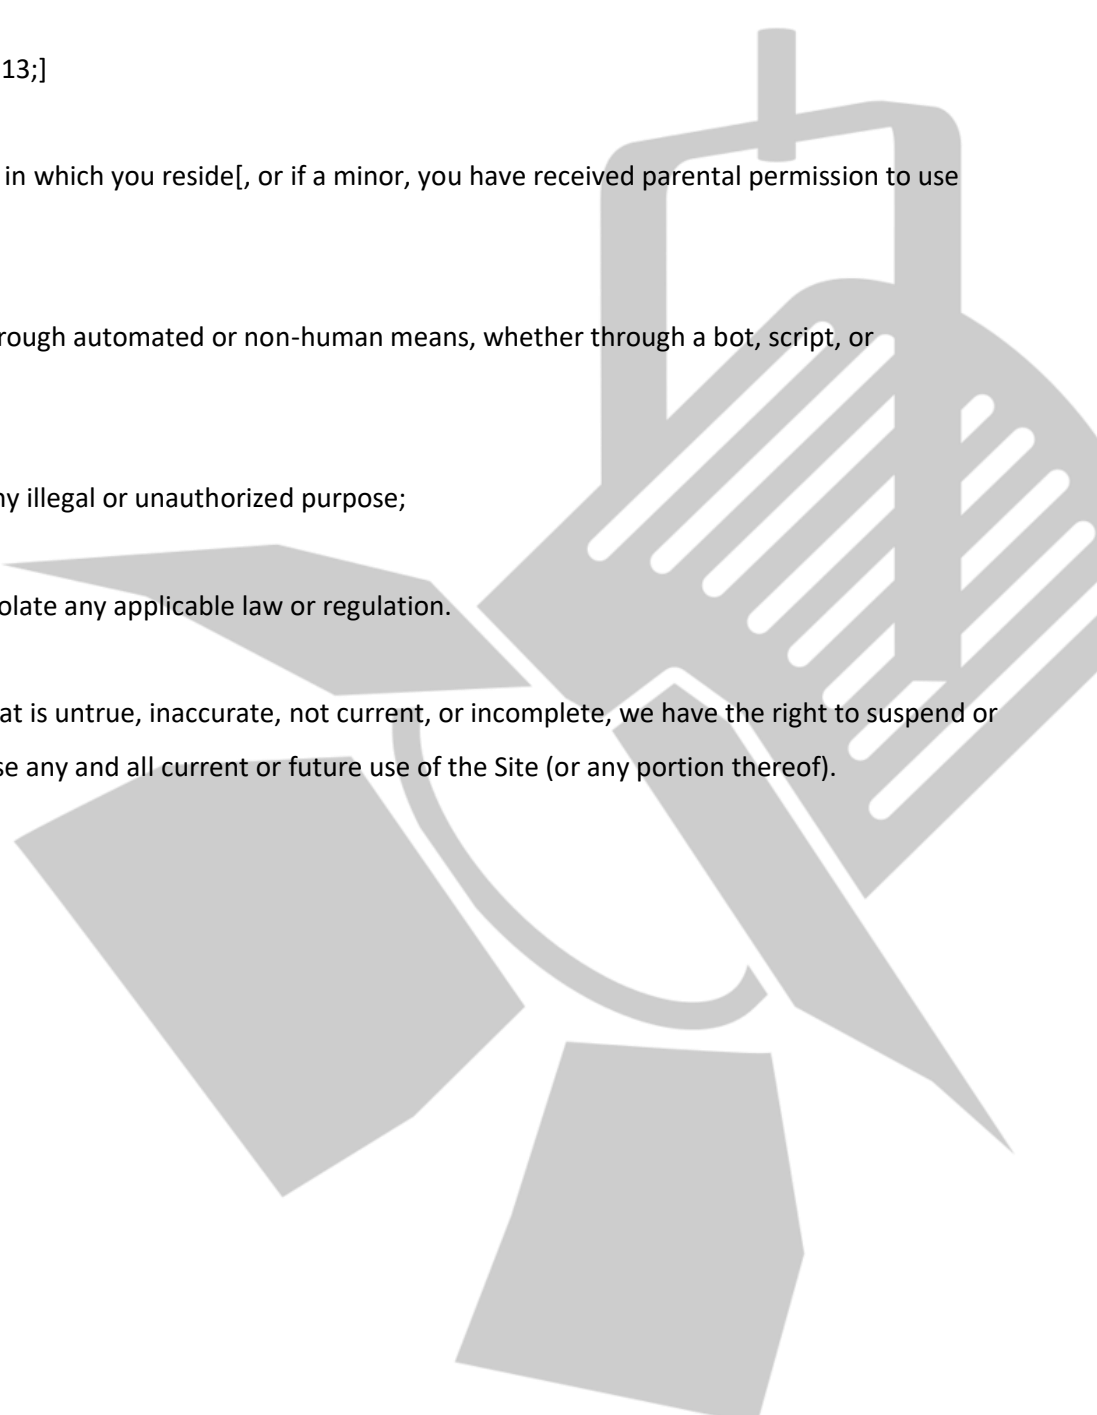 13;]
in which you reside[, or if a minor, you have received parental permission to use
rough automated or non-human means, whether through a bot, script, or
ny illegal or unauthorized purpose;
olate any applicable law or regulation.
at is untrue, inaccurate, not current, or incomplete, we have the right to suspend or
se any and all current or future use of the Site (or any portion thereof).